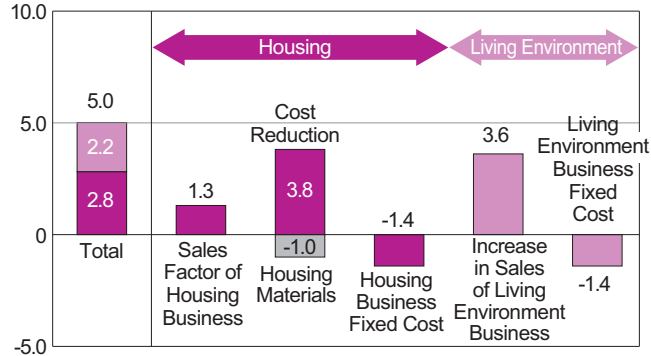 10.0
Housing
Living Environment
5.0
5.0
2.2
2.8
Total
1.3
Sales
Factor of
Housing
Business
Cost
Reduction
3.8
-1.0
Housing
Materials
-1.4
Housing
Business
Fixed Cost
3.6
Increase
in Sales
of Living
Environment
Business
Living
Environment
Business
Fixed
Cost
-1.4
0
-5.0